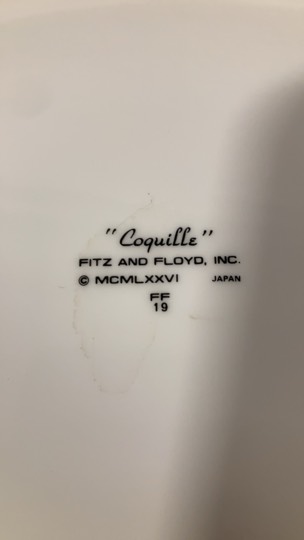 "Coquille"
FITZ AND FLOYD, INC.
© MCMLXXVI JAPAN
FF
19